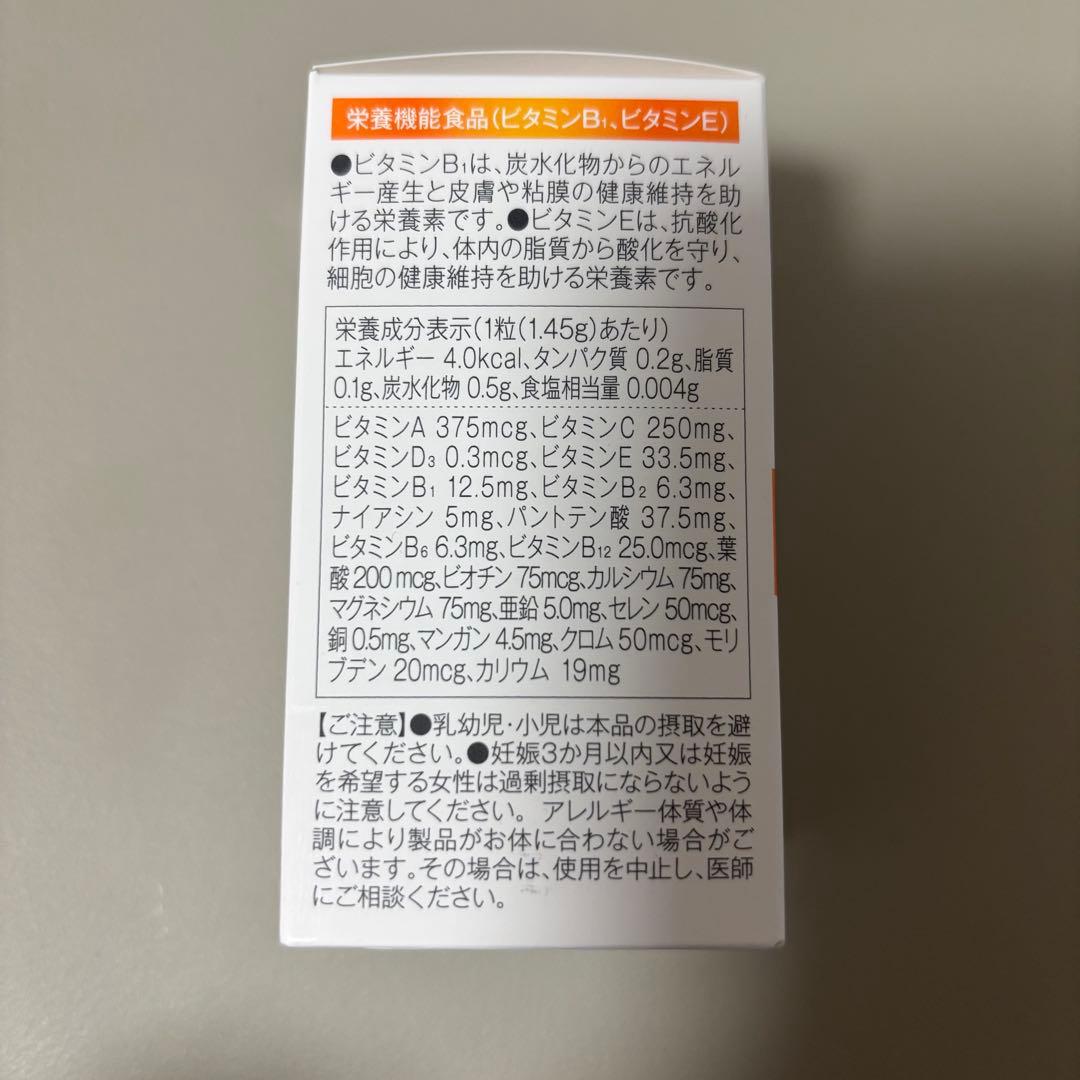 栄養機能食品(ビタミンB₁、ビタミンE)
●ビタミンB₁は、炭水化物からのエネル
ギー産生と皮膚や粘膜の健康維持を助
ける栄養素です。●ビタミンEは、抗酸化
作用により、体内の脂質から酸化を守り、
細胞の健康維持を助ける栄養素です。
栄養成分表示(1粒(1.45g)あたり)
エネルギー 4.0kcal、タンパク質 0.2g、脂質
0.1g、炭水化物 0.5g、食塩相当量 0.004g
ビタミンA 375mcg、ビタミンC 250mg、
ビタミンD₃ 0.3mcg、ビタミンE 33.5mg、
ビタミンB₁ 12.5mg、ビタミンB₂ 6.3mg、
ナイアシン 5mg、パントテン酸 37.5mg、
ビタミンB₆ 6.3mg、ビタミンB₁₂ 25.0mcg、葉
酸 200 mcg、ビオチン 75mcg、カルシウム 75mg、
マグネシウム 75mg、亜鉛 5.0mg、セレン 50mcg、
銅 0.5mg、マンガン 4.5mg、クロム 50mcg、モリ
ブデン 20mcg、カリウム 19mg
【ご注意】●乳幼児・小児は本品の摂取を避
けてください。●妊娠3か月以内又は妊娠
を希望する女性は過剰摂取にならないよう
に注意してください。 アレルギー体質や体
調により製品がお体に合わない場合がご
ざいます。その場合は、使用を中止し、医師
にご相談ください。